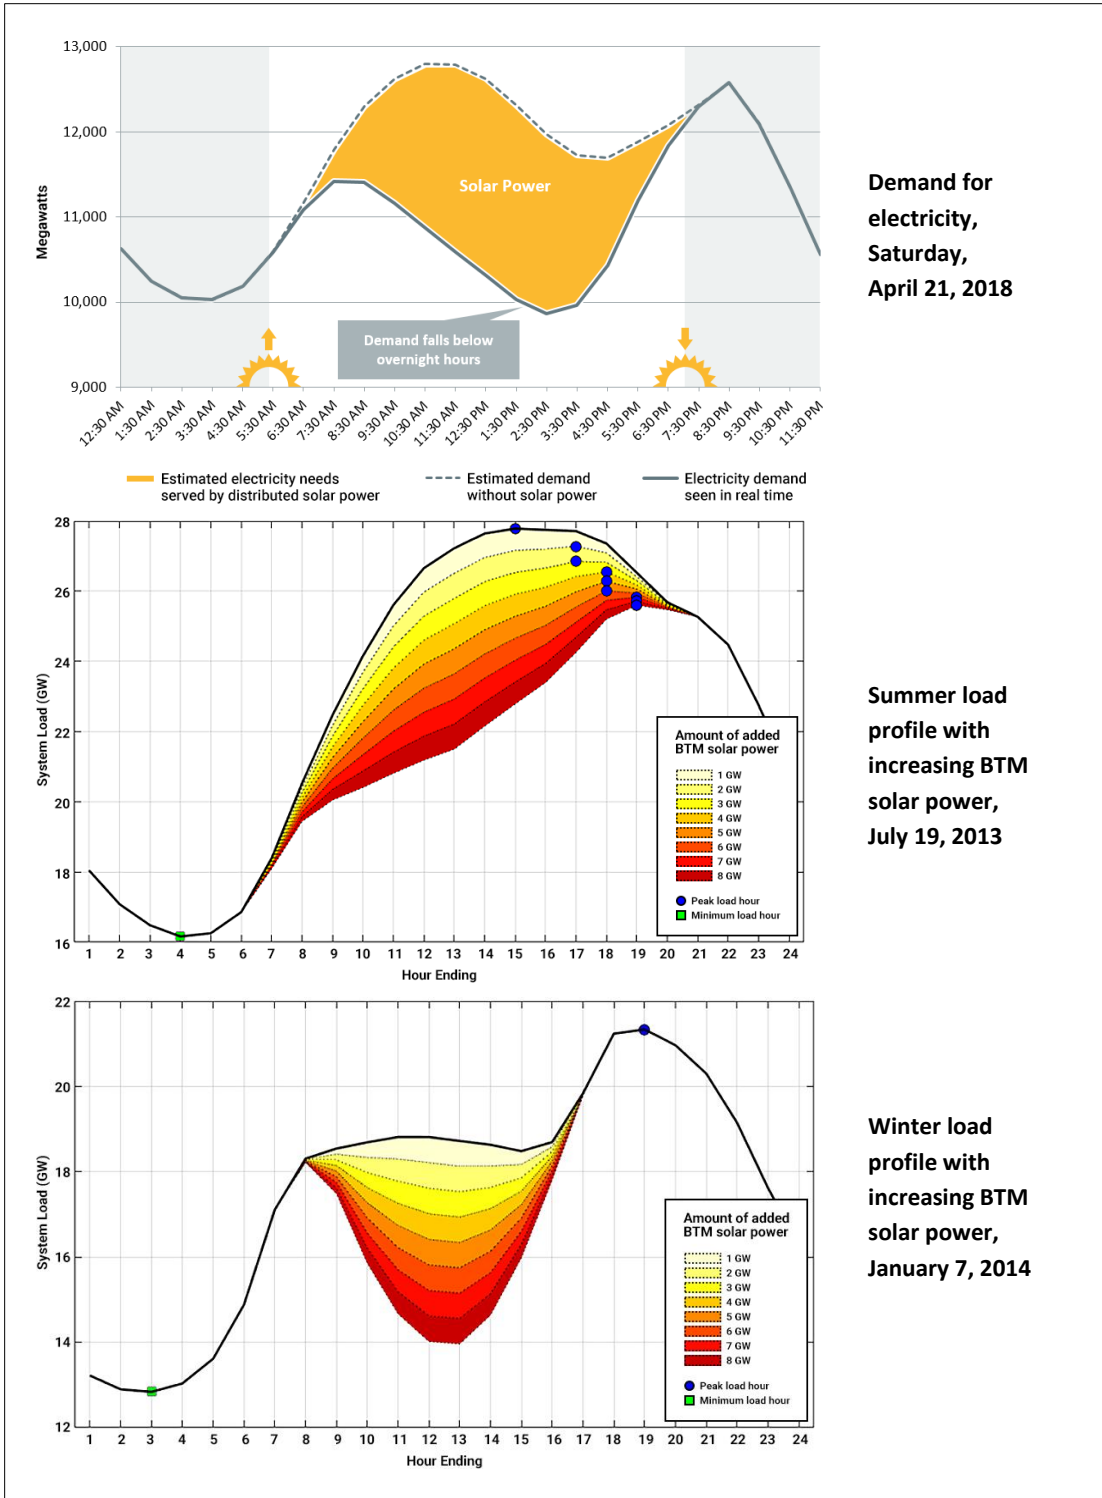 13,000
12,000
11,000
10,000
9,000
Megawatts
Solar Power
Demand falls below
overnight hours
12:30 AM
1:30 AM
2:30 AM
3:30 AM
4:30 AM
5:30 AM
6:30 AM
7:30 AM
8:30 AM
9:30 AM
10:30 AM
11:30 AM
12:30 PM
1:30 PM
2:30 PM
3:30 PM
4:30 PM
5:30 PM
6:30 PM
7:30 PM
8:30 PM
9:30 PM
10:30 PM
11:30 PM
Estimated electricity needs
served by distributed solar power
Estimated demand
without solar power
Electricity demand
seen in real time
Demand for
electricity,
Saturday,
April 21, 2018
28
26
24
22
20
18
16
System Load (GW)
1 2 3 4 5 6 7 8 9 10 11 12 13 14 15 16 17 18 19 20 21 22 23 24
Hour Ending
Amount of added
BTM solar power
1 GW
2 GW
3 GW
4 GW
5 GW
6 GW
7 GW
8 GW
Peak load hour
Minimum load hour
Summer load
profile with
increasing BTM
solar power,
July 19, 2013
22
20
18
16
14
12
System Load (GW)
1 2 3 4 5 6 7 8 9 10 11 12 13 14 15 16 17 18 19 20 21 22 23 24
Hour Ending
Amount of added
BTM solar power
1 GW
2 GW
3 GW
4 GW
5 GW
6 GW
7 GW
8 GW
Peak load hour
Minimum load hour
Winter load
profile with
increasing BTM
solar power,
January 7, 2014